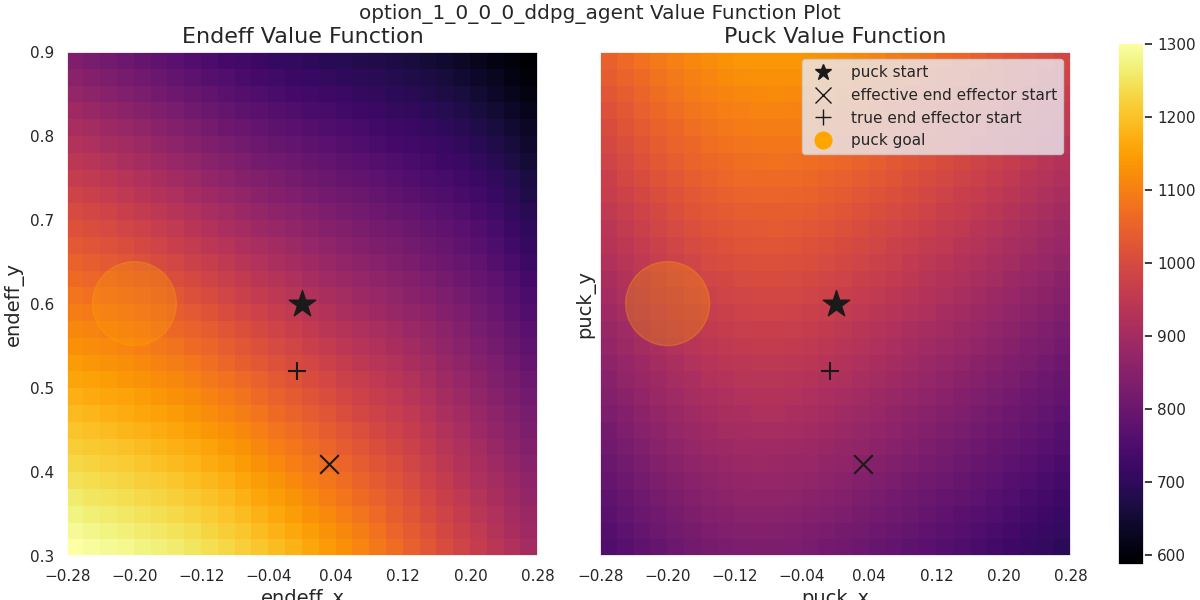 option_1_0_0_0_ddpg_agent Value Function Plot
Endeff Value Function
Puck Value Function
0.9
0.8
0.7
0.6
0.5
0.4
0.3
endeff_y
−0.28 −0.20 −0.12 −0.04 0.04 0.12 0.20 0.28
endeff_x
puck start
effective end effector start
true end effector start
puck goal
puck_y
−0.28 −0.20 −0.12 −0.04 0.04 0.12 0.20 0.28
puck_x
1300
1200
1100
1000
900
800
700
600